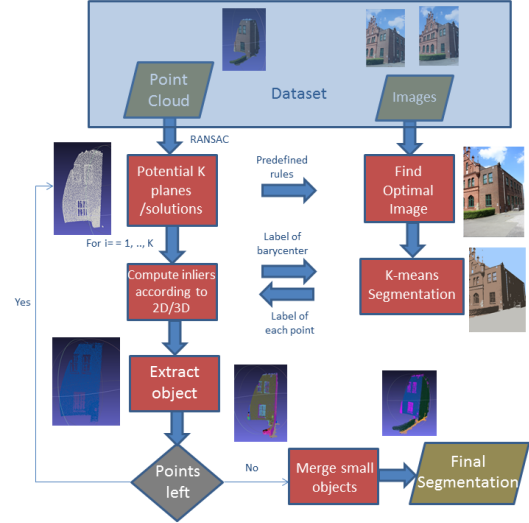 Point
Cloud
Dataset
Images
RANSAC
Potential K
planes
/solutions
Predefined
rules
Find
Optimal
Image
For i= = 1, .., K
Label of
barycenter
Compute inliers
according to
2D/3D
K-means
Segmentation
Label of
each point
Yes
Extract
object
Points
left
No
Merge small
objects
Final
Segmentation